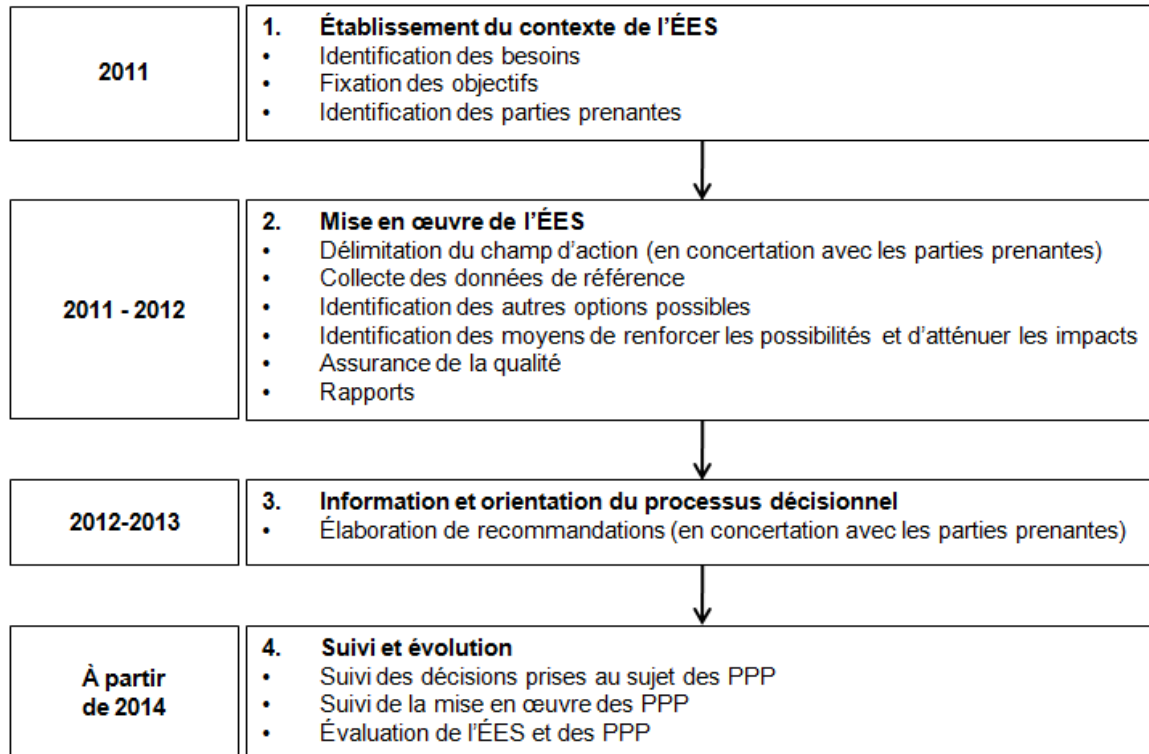 2011
1. Établissement du contexte de l'ÉES
• Identification des besoins
• Fixation des objectifs
• Identification des parties prenantes
2011 - 2012
2. Mise en œuvre de l'ÉES
• Délimitation du champ d'action (en concertation avec les parties prenantes)
• Collecte des données de référence
• Identification des autres options possibles
• Identification des moyens de renforcer les possibilités et d'atténuer les impacts
• Assurance de la qualité
• Rapports
2012-2013
3. Information et orientation du processus décisionnel
• Élaboration de recommandations (en concertation avec les parties prenantes)
À partir
de 2014
4. Suivi et évolution
• Suivi des décisions prises au sujet des PPP
• Suivi de la mise en œuvre des PPP
• Évaluation de l'ÉES et des PPP